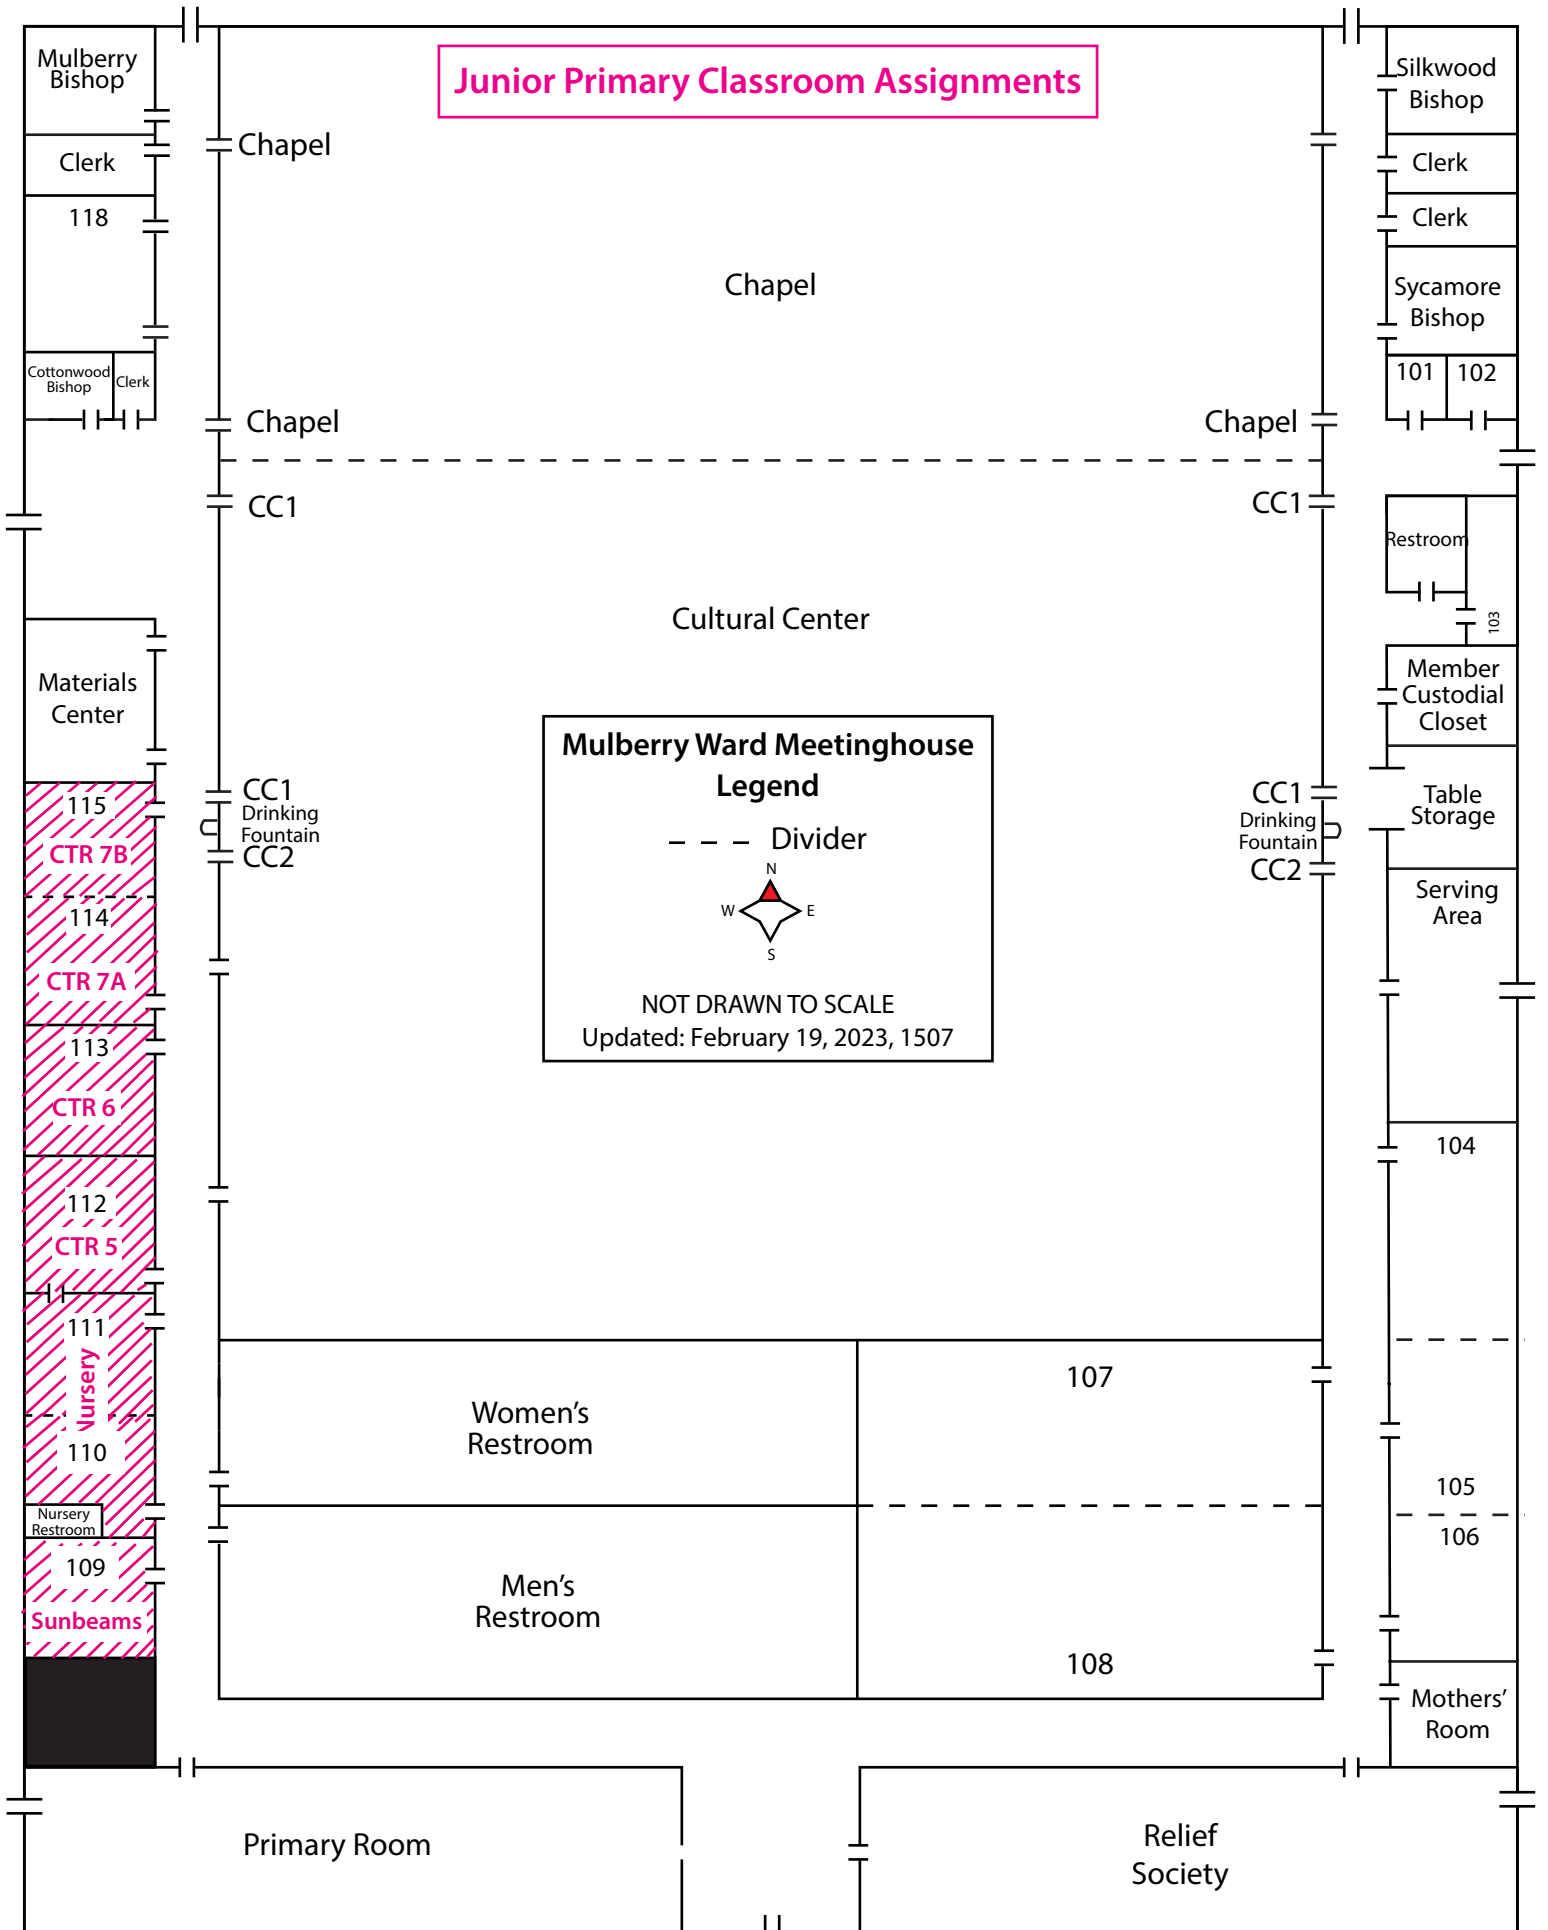 Junior Primary Classroom Assignments
Mulberry
Bishop
Clerk
118
Cottonwood
Bishop
Clerk
Materials
Center
115
CTR 7B
114
CTR 7A
113
CTR 6
112
CTR 5
111
Nursery
110
Nursery
Restroom
109
Sunbeams
Chapel
Chapel
Chapel
Chapel
CC1
CC1
Cultural Center
Mulberry Ward Meetinghouse
Legend
Divider
N
W
E
S
NOT DRAWN TO SCALE
Updated: February 19, 2023, 1507
CC1
Drinking
Fountain
CC2
CC1
Drinking
Fountain
CC2
Women's
Restroom
Men's
Restroom
107
108
Silkwood
Bishop
Clerk
Clerk
Sycamore
Bishop
101
102
Restroom
103
Member
Custodial
Closet
Table
Storage
Serving
Area
104
105
106
Mothers'
Room
Primary Room
Relief
Society